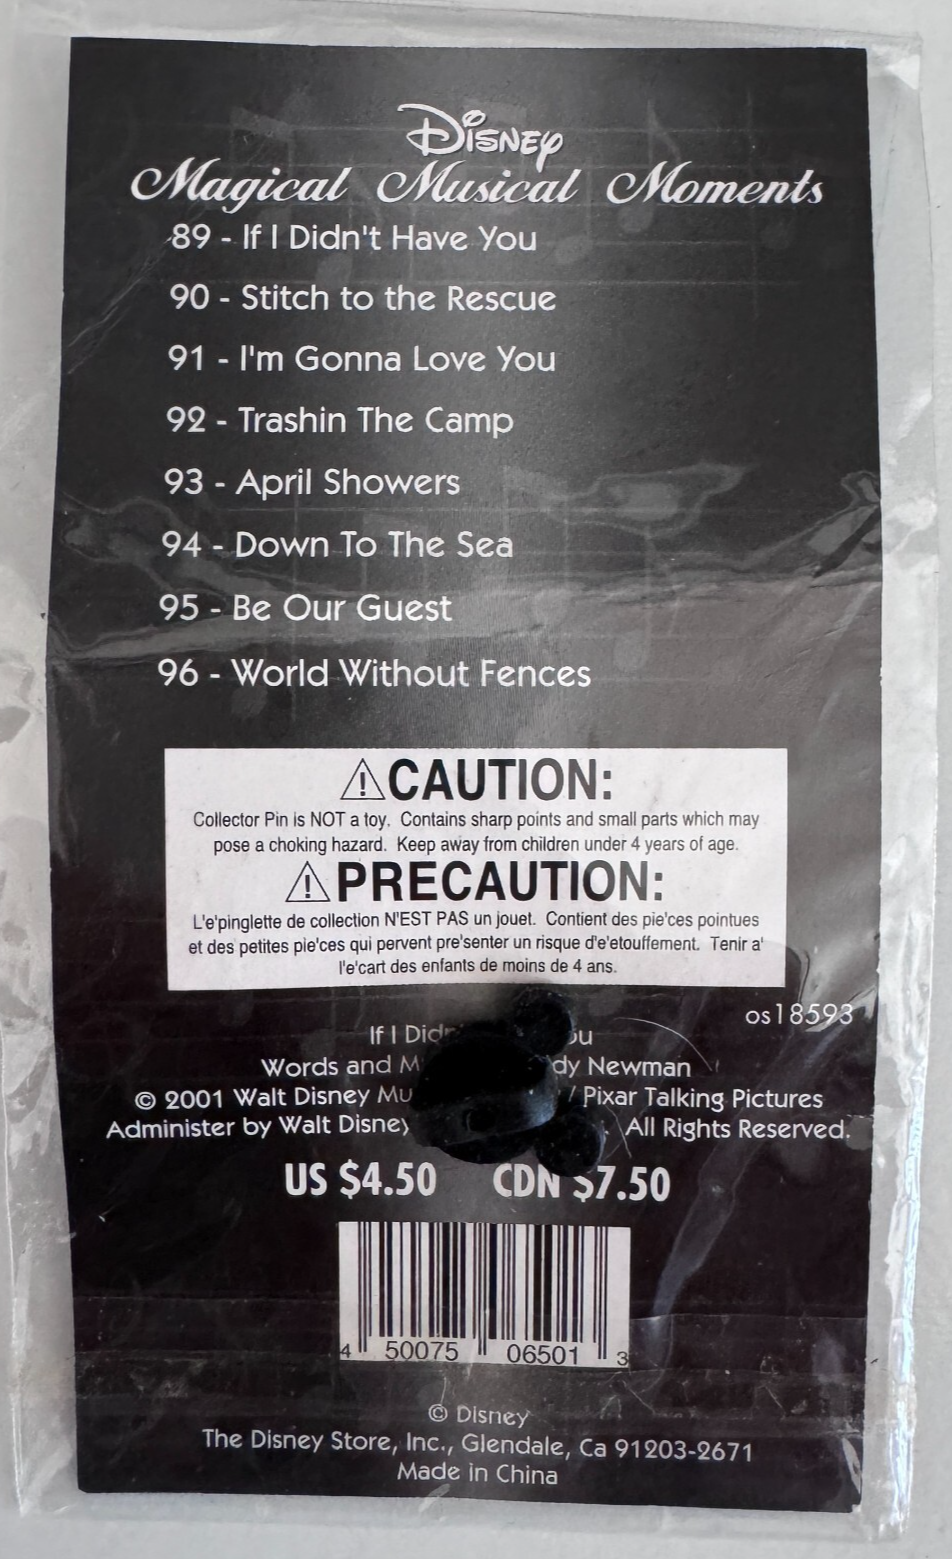 Disney
Magical Musical Moments
89 - If I Didn't Have You
90 - Stitch to the Rescue
91 - I'm Gonna Love You
92 - Trashin The Camp
93 - April Showers
94 - Down To The Sea
95 - Be Our Guest
96 - World Without Fences
⚠CAUTION:
Collector Pin is NOT a toy. Contains sharp points and small parts which may
pose a choking hazard. Keep away from children under 4 years of age.
⚠PRECAUTION:
L'e'pinglette de collection N'EST PAS un jouet. Contient des pie'ces pointues
et des petites pie'ces qui pervent pre'senter un risque d'e'etouffement. Tenir a'
l'e'cart des enfants de moins de 4 ans.
os18593
If I
Words and
Newman
© 2001 Walt Disney / Pixar Talking Pictures
Administer by Walt All Rights Reserved.
US $4.50 CDN $7.50
4 50075 06501 3
© Disney
The Disney Store, Inc., Glendale, Ca 91203-2671
Made in China